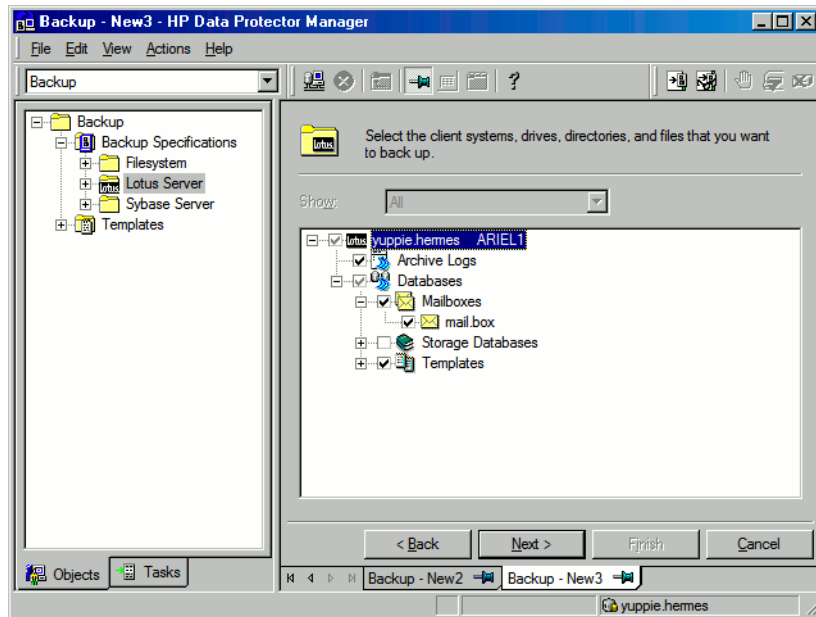 Backup - New3 - HP Data Protector Manager
File Edit View Actions Help
Backup
?
Backup
Backup Specifications
Filesystem
Lotus Lotus Server
Sybase Server
Templates
Objects
Tasks
Lotus
Select the client systems, drives, directories, and files that you want
to back up.
Show: All
Lotus yuppie.hermes ARIEL1
Archive Logs
Databases
Mailboxes
mail.box
Storage Databases
Templates
< Back
Next >
Finish
Cancel
Backup - New2
Backup - New3
yuppie.hermes